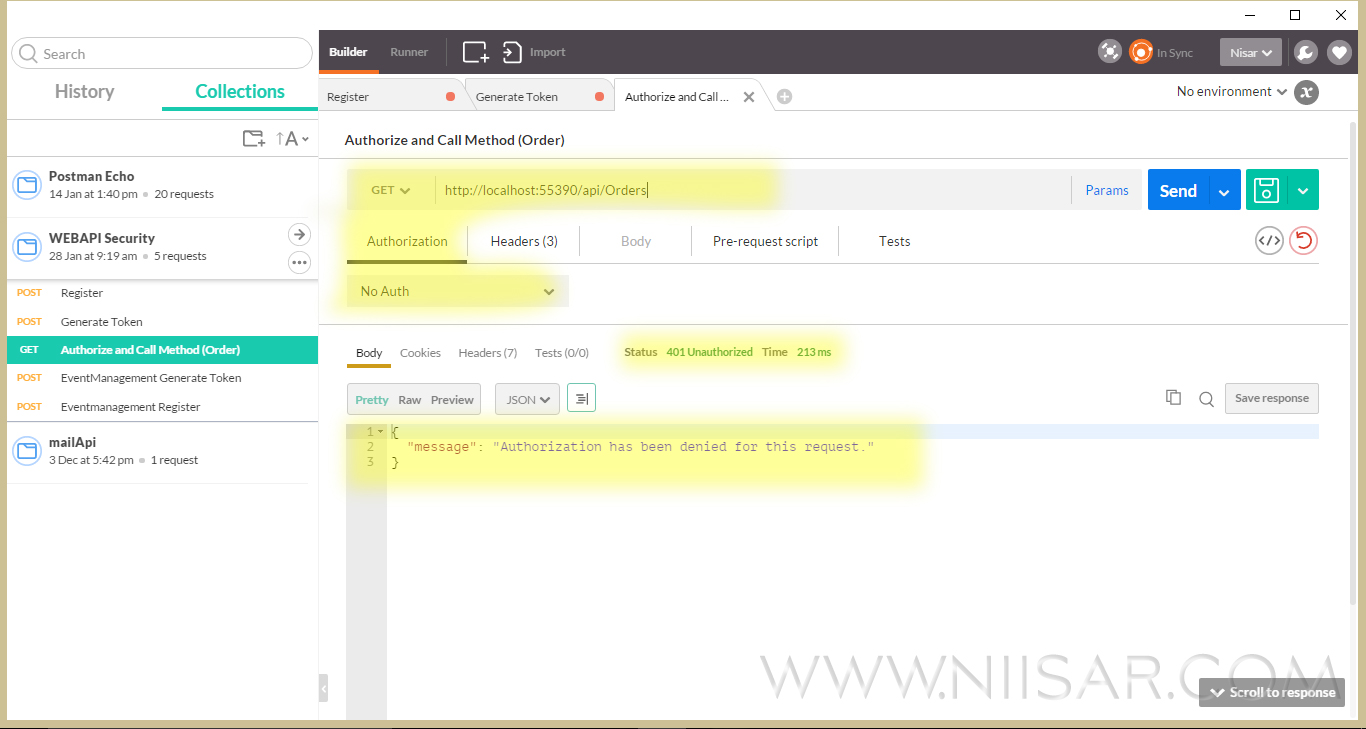 Search
History
Collections
A
Postman Echo
14 Jan at 1:40 pm • 20 requests
WEBAPI Security
28 Jan at 9:19 am • 5 requests
POST Register
POST Generate Token
GET Authorize and Call Method (Order)
POST EventManagement Generate Token
POST Eventmanagement Register
mailApi
3 Dec at 5:42 pm • 1 request
Builder
Runner
Import
In Sync
Nisar
Register
Generate Token
Authorize and Call ...
No environment
Authorize and Call Method (Order)
GET
http://localhost:55390/api/Orders
Params
Send
Authorization
Headers (3)
Body
Pre-request script
Tests
No Auth
Body
Cookies
Headers (7)
Tests (0/0)
Status 401 Unauthorized Time 213 ms
Pretty
Raw
Preview
JSON
Save response
1 {
2 "message": "Authorization has been denied for this request."
3 }
WWW.NIISAR.COM
Scroll to response